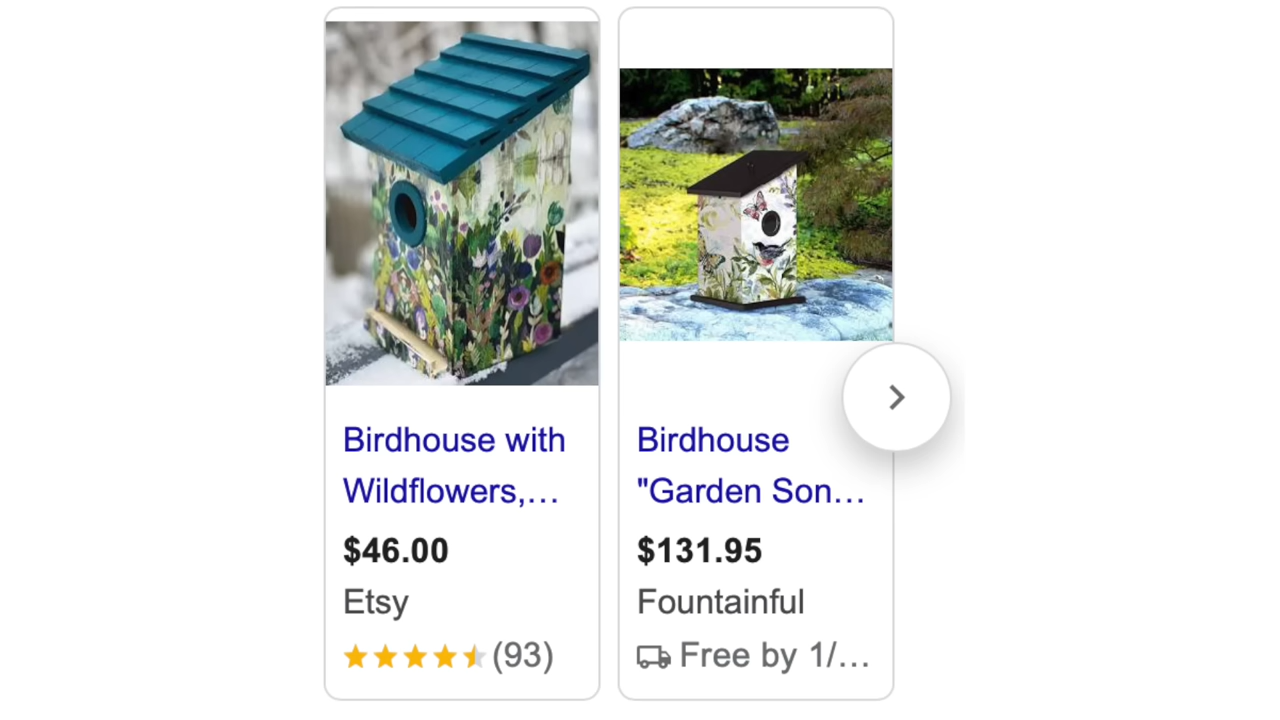 Birdhouse with
Wildflowers,...
$46.00
Etsy
(93)
Birdhouse
"Garden Son...
$131.95
Fountainful
Free by 1/...